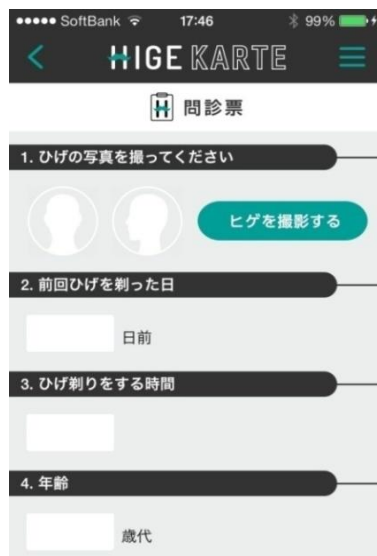 SoftBank 17:46 99%
HIGE KARTE
問診票
1. ひげの写真を撮ってください
ヒゲを撮影する
2. 前回ひげを剃った日
日前
3. ひげ剃りをする時間
4. 年齢
歳代